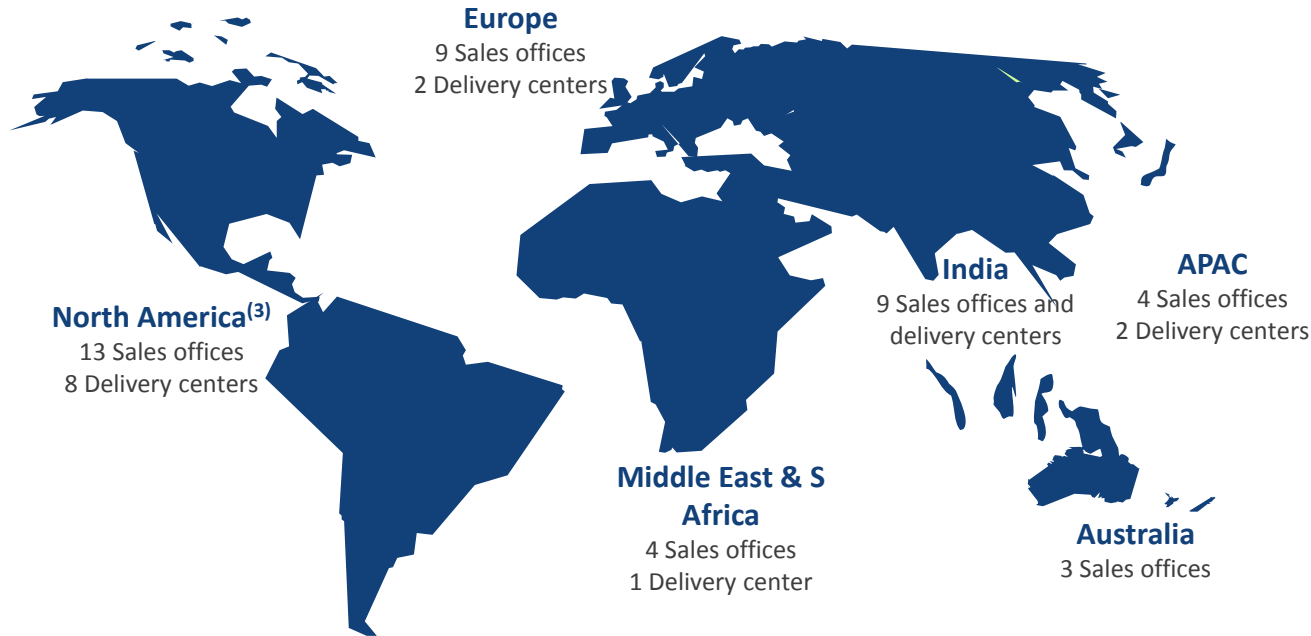 Europe
9 Sales offices
2 Delivery centers
North America(3)
13 Sales offices
8 Delivery centers
India
9 Sales offices and
delivery centers
APAC
4 Sales offices
2 Delivery centers
Middle East & S
Africa
4 Sales offices
1 Delivery center
Australia
3 Sales offices